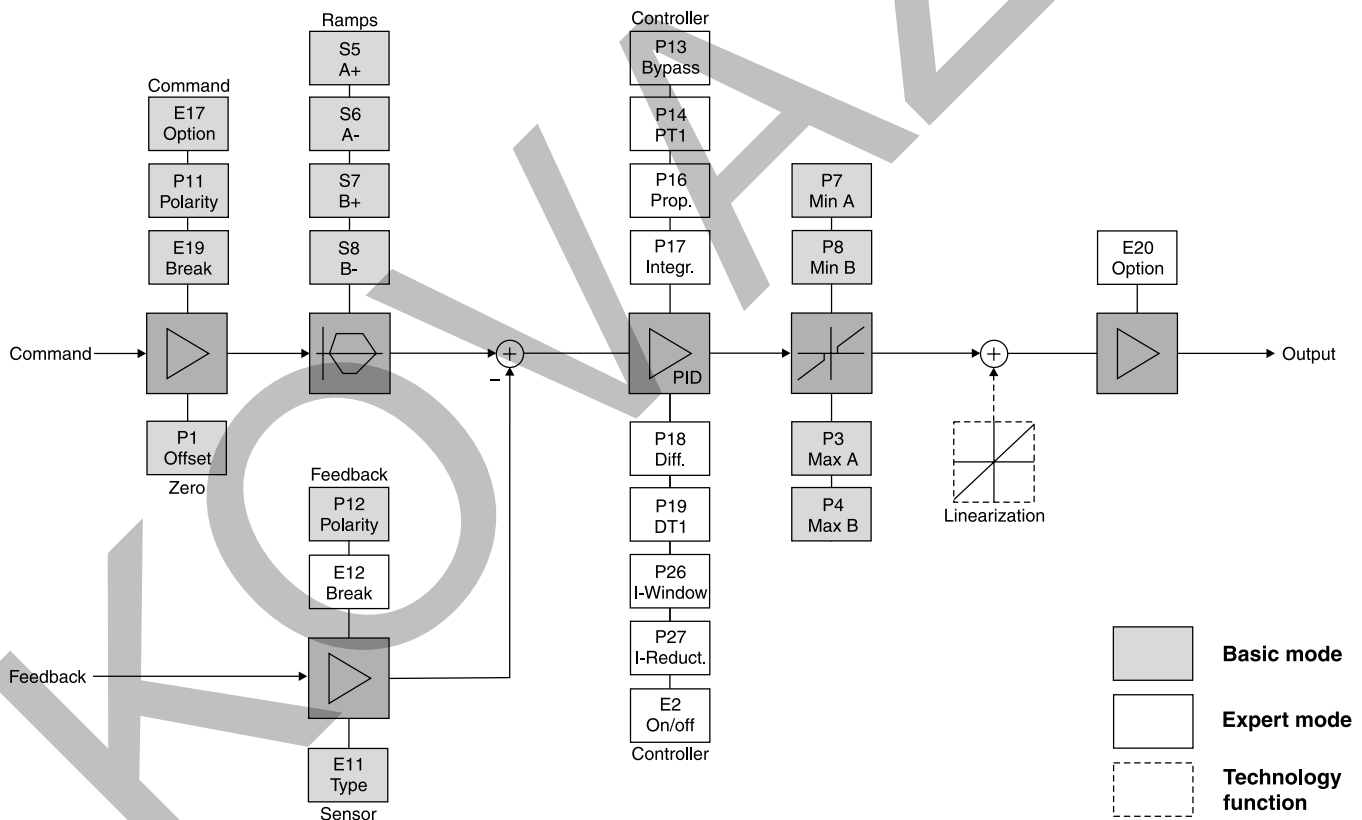 Ramps
S5
A+
S6
A-
S7
B+
S8
B-
Command
E17
Option
P11
Polarity
E19
Break
Command
P1
Offset
Zero
Feedback
P12
Polarity
E12
Break
Feedback
E11
Type
Sensor
+
–
Controller
P13
Bypass
P14
PT1
P16
Prop.
P17
Integr.
PID
P18
Diff.
P19
DT1
P26
I-Window
P27
I-Reduct.
E2
On/off
Controller
P7
Min A
P8
Min B
P3
Max A
P4
Max B
+
Linearization
E20
Option
Output
Basic mode
Expert mode
Technology
function
KOVAZ